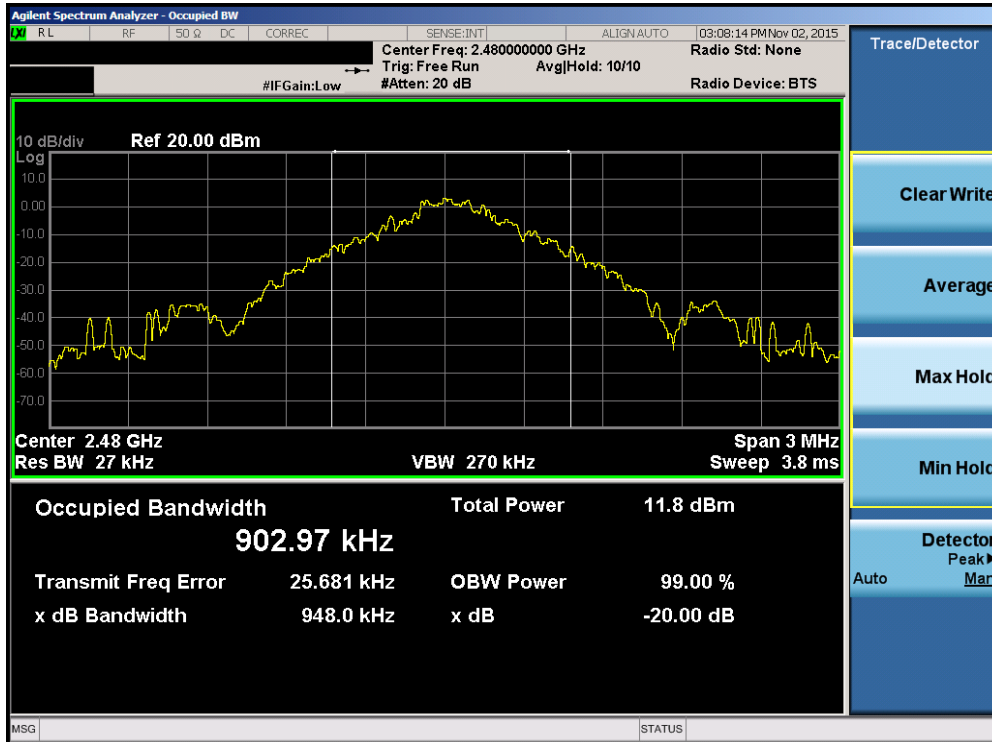 Agilent Spectrum Analyzer - Occupied BW
LXI RL RF 50 Ω DC CORREC SENSE:INT ALIGN AUTO 03:08:14 PM Nov 02, 2015
Center Freq: 2.480000000 GHz Radio Std: None
Trig: Free Run Avg|Hold: 10/10
#IFGain:Low #Atten: 20 dB Radio Device: BTS
10 dB/div Ref 20.00 dBm
Log
10.0
0.00
-10.0
-20.0
-30.0
-40.0
-50.0
-60.0
-70.0
Center 2.48 GHz Span 3 MHz
Res BW 27 kHz VBW 270 kHz Sweep 3.8 ms
Occupied Bandwidth Total Power 11.8 dBm
902.97 kHz
Transmit Freq Error 25.681 kHz OBW Power 99.00 %
x dB Bandwidth 948.0 kHz x dB -20.00 dB
MSG STATUS
Trace/Detector
Clear Write
Average
Max Hold
Min Hold
Detector
Peak
Auto Man